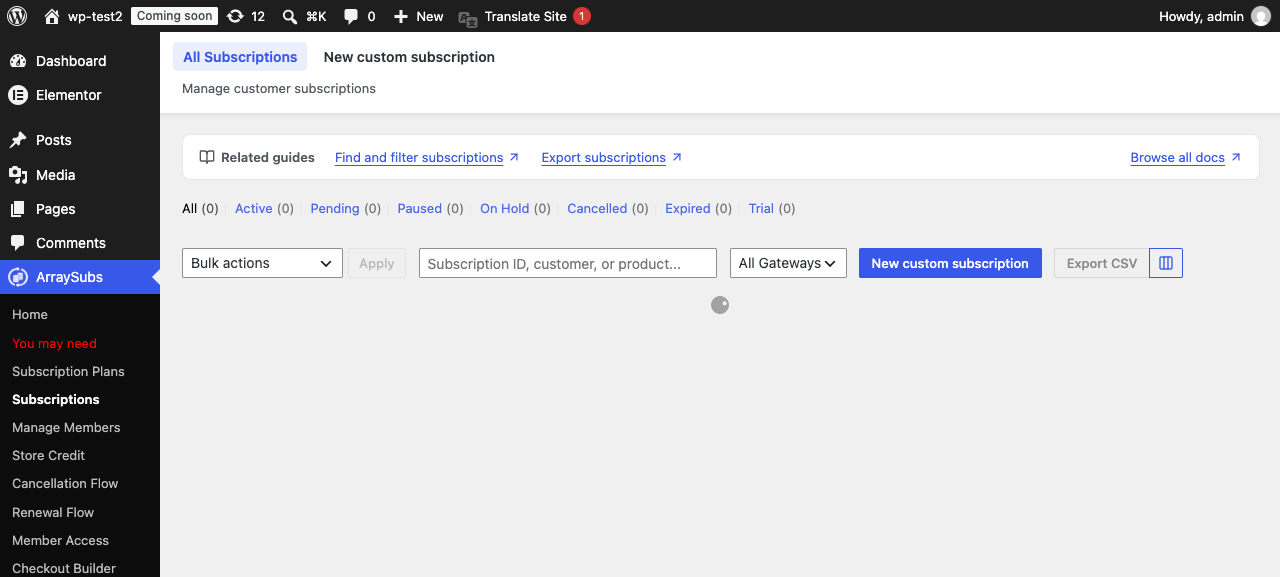 wp-test2 Coming soon 12 ⌘K 0 New Translate Site 1 Howdy, admin
Dashboard
Elementor
Posts
Media
Pages
Comments
ArraySubs
Home
You may need
Subscription Plans
Subscriptions
Manage Members
Store Credit
Cancellation Flow
Renewal Flow
Member Access
Checkout Builder
All Subscriptions New custom subscription
Manage customer subscriptions
Related guides Find and filter subscriptions ↗ Export subscriptions ↗ Browse all docs ↗
All (0) Active (0) Pending (0) Paused (0) On Hold (0) Cancelled (0) Expired (0) Trial (0)
Bulk actions Apply Subscription ID, customer, or product... All Gateways New custom subscription Export CSV